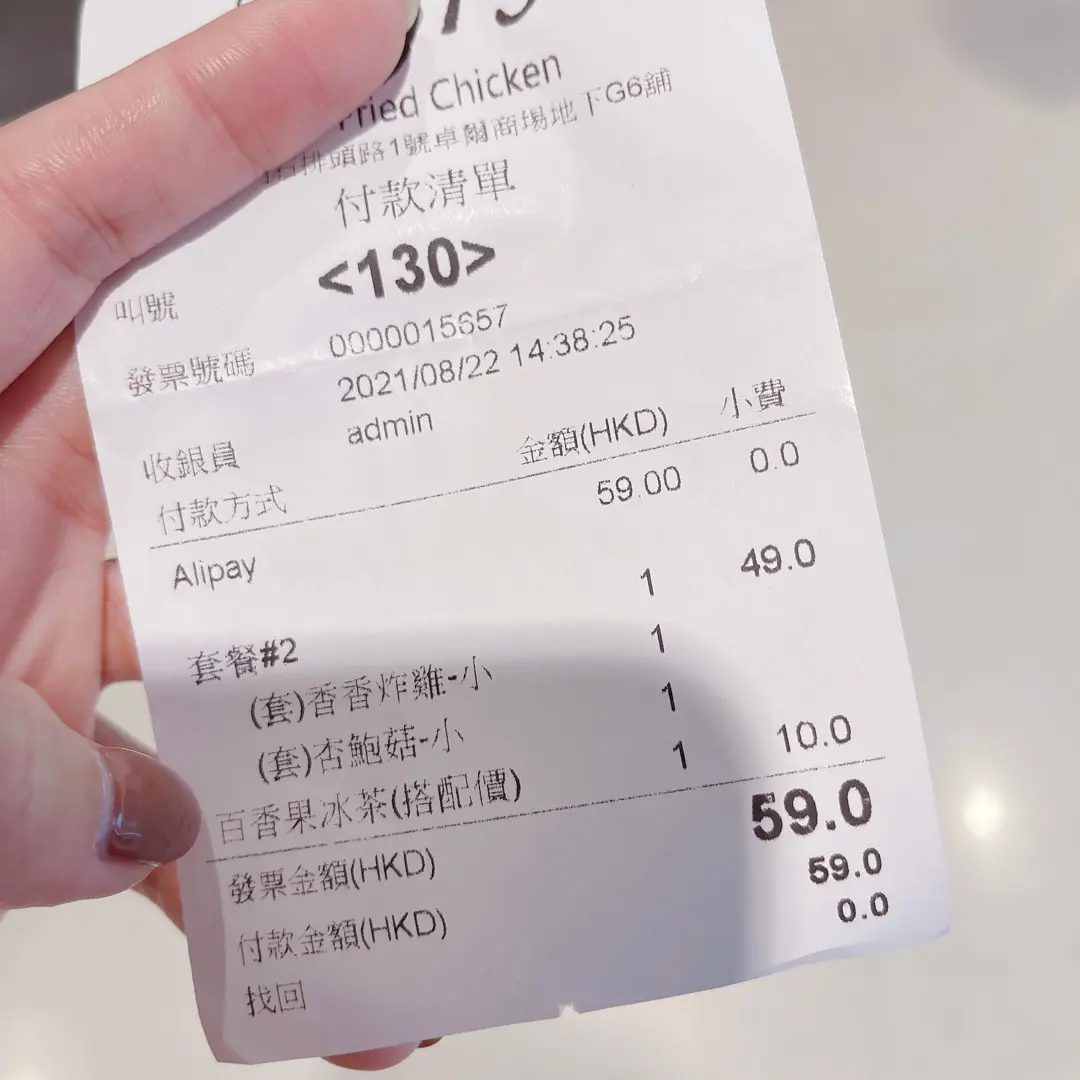 Fried Chicken
排頭路1號卓爾商場地下G6舖
付款清單
叫號 <130>
發票號碼 0000015657
2021/08/22 14:38:25
收銀員 admin
付款方式 金額(HKD) 小費
Alipay 59.00 0.0
套餐#2 1 49.0
(套)香香炸雞-小 1
(套)杏鮑菇-小 1
百香果冰茶(搭配價) 1 10.0
發票金額(HKD) 59.0
付款金額(HKD) 59.0
找回 0.0